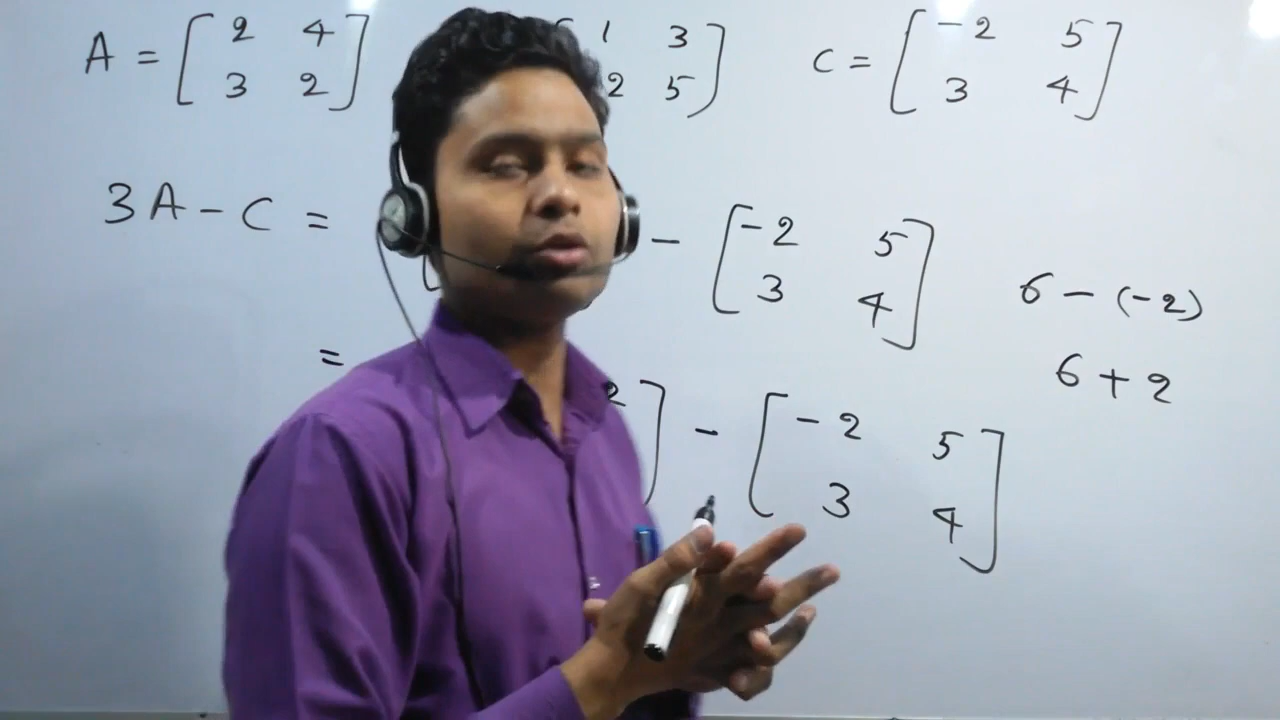 A = [ 2 4 ] [ 1 3 ] C = [ -2 5 ]
[ 3 2 ] 2 5 ] [ 3 4 ]
3A - C = - [ -2 5 ]
[ 3 4 ]
6 - (-2)
=
6 + 2
2 ] - [ -2 5 ]
[ 3 4 ]